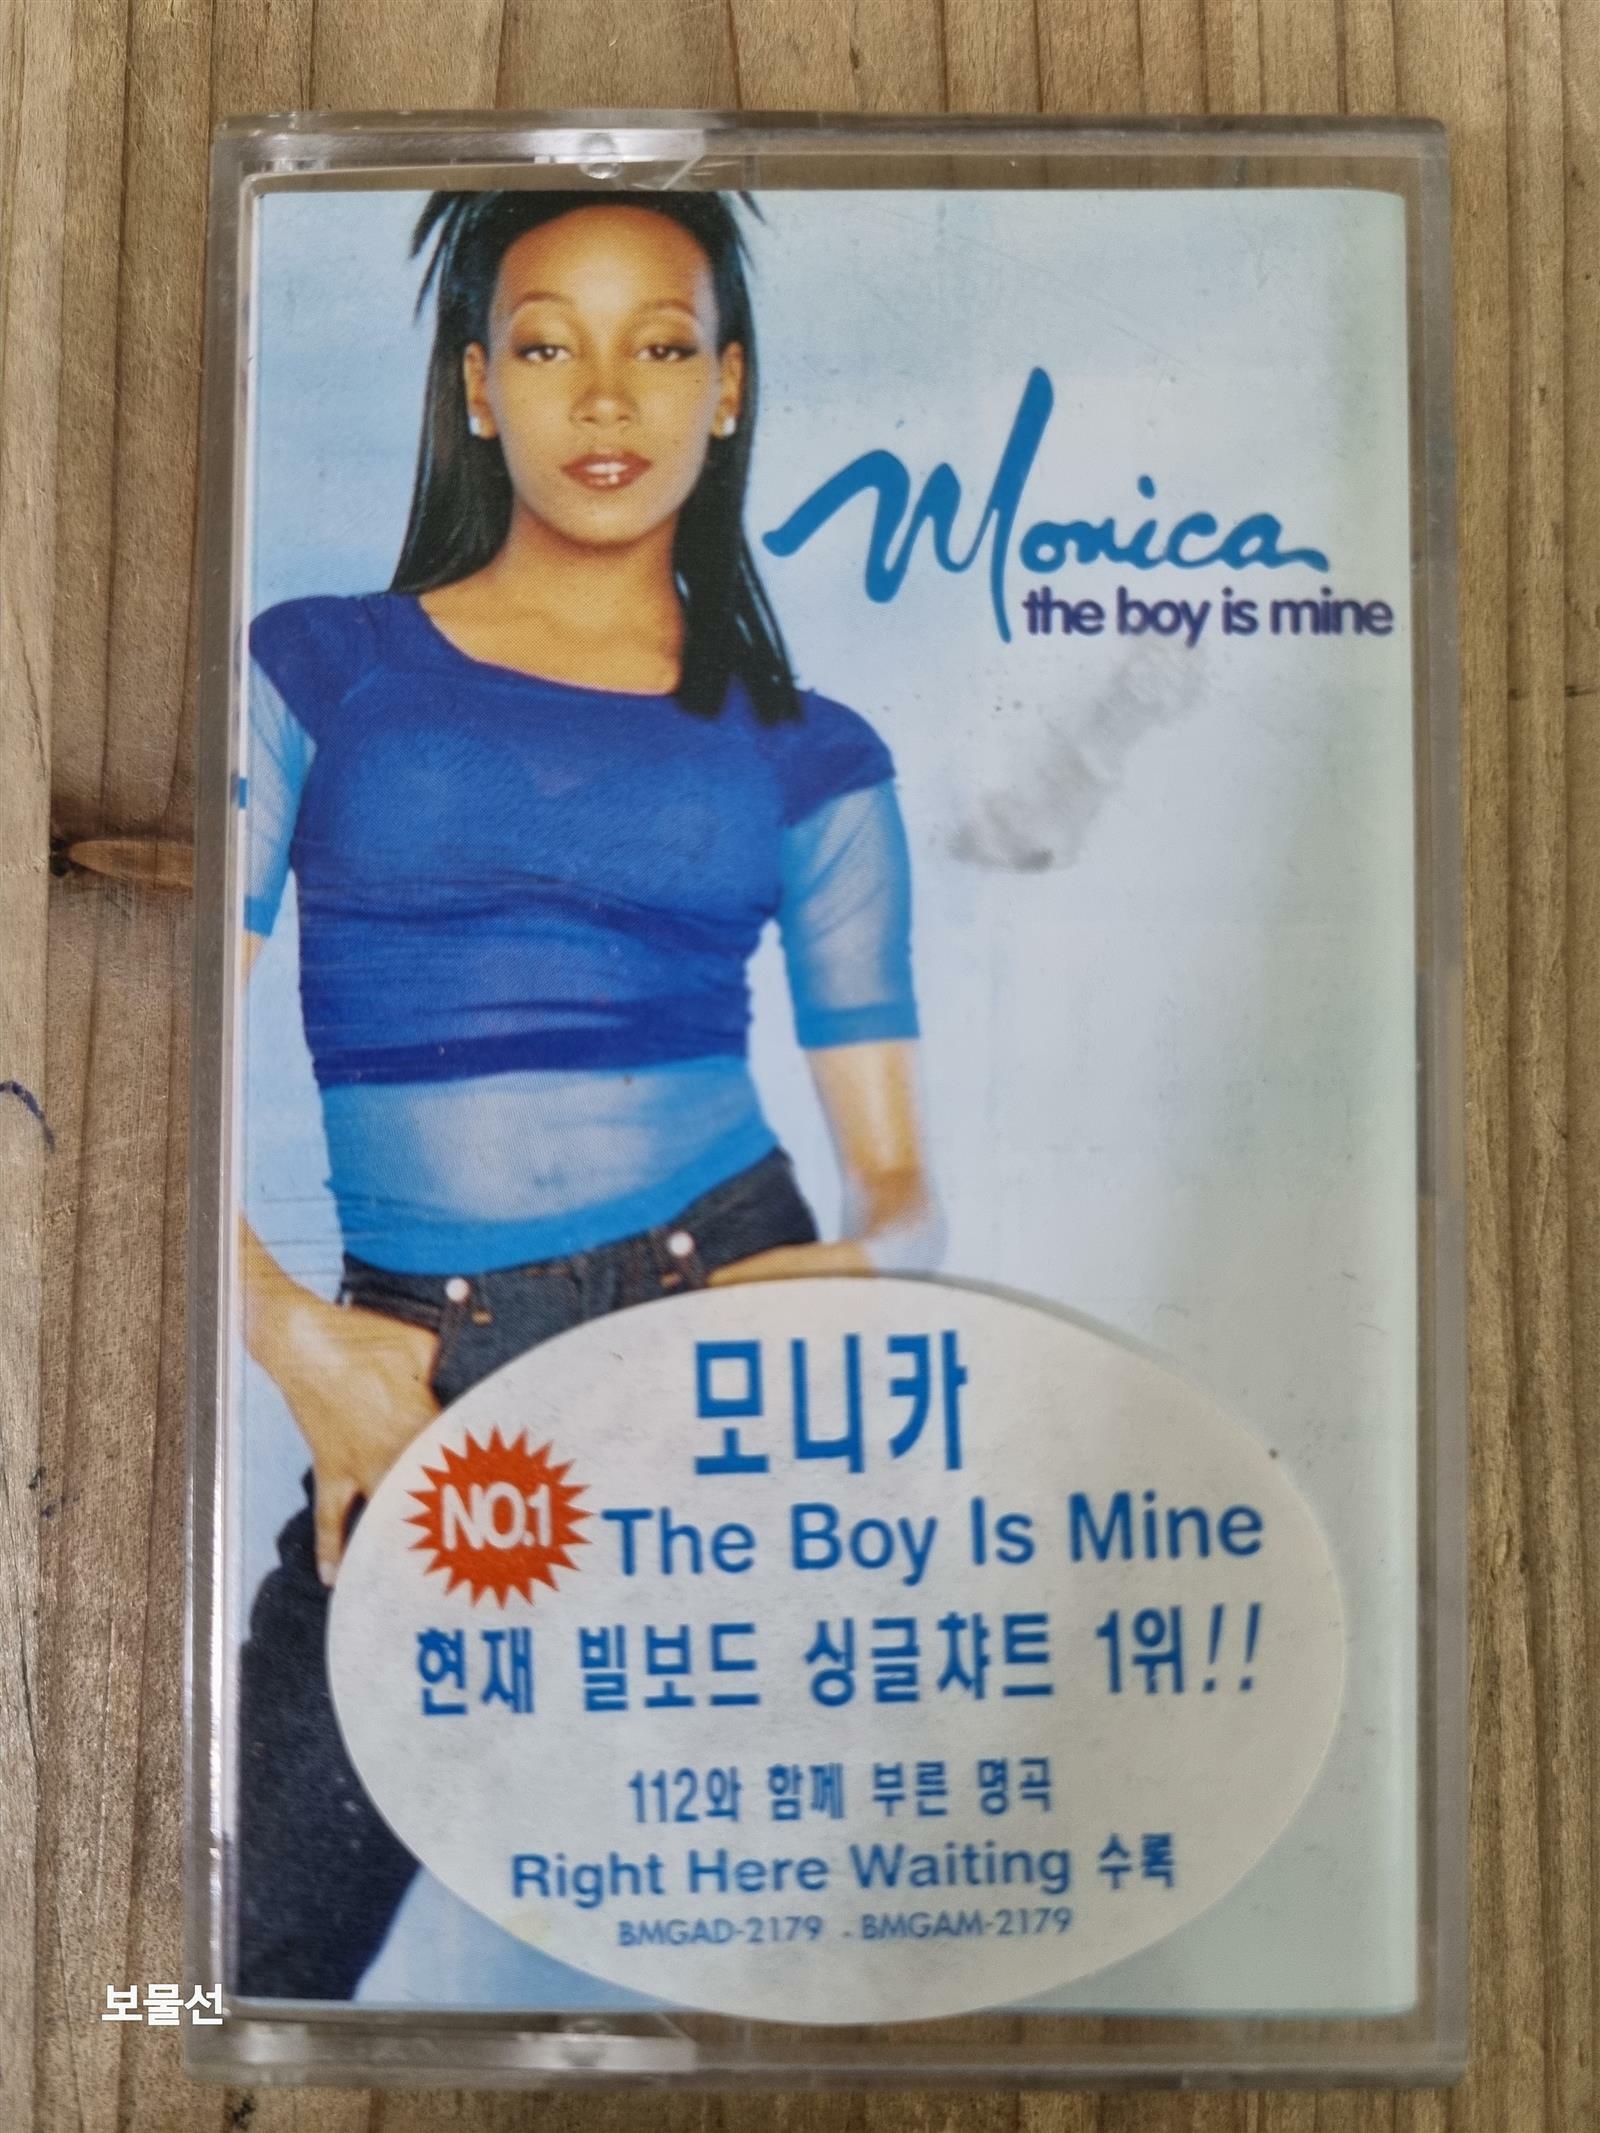 Monica
the boy is mine
모니카
NO.1 The Boy Is Mine
현재 빌보드 싱글챠트 1위!!
112와 함께 부른 명곡
Right Here Waiting 수록
BMGAD-2179 . BMGAM-2179
보물선